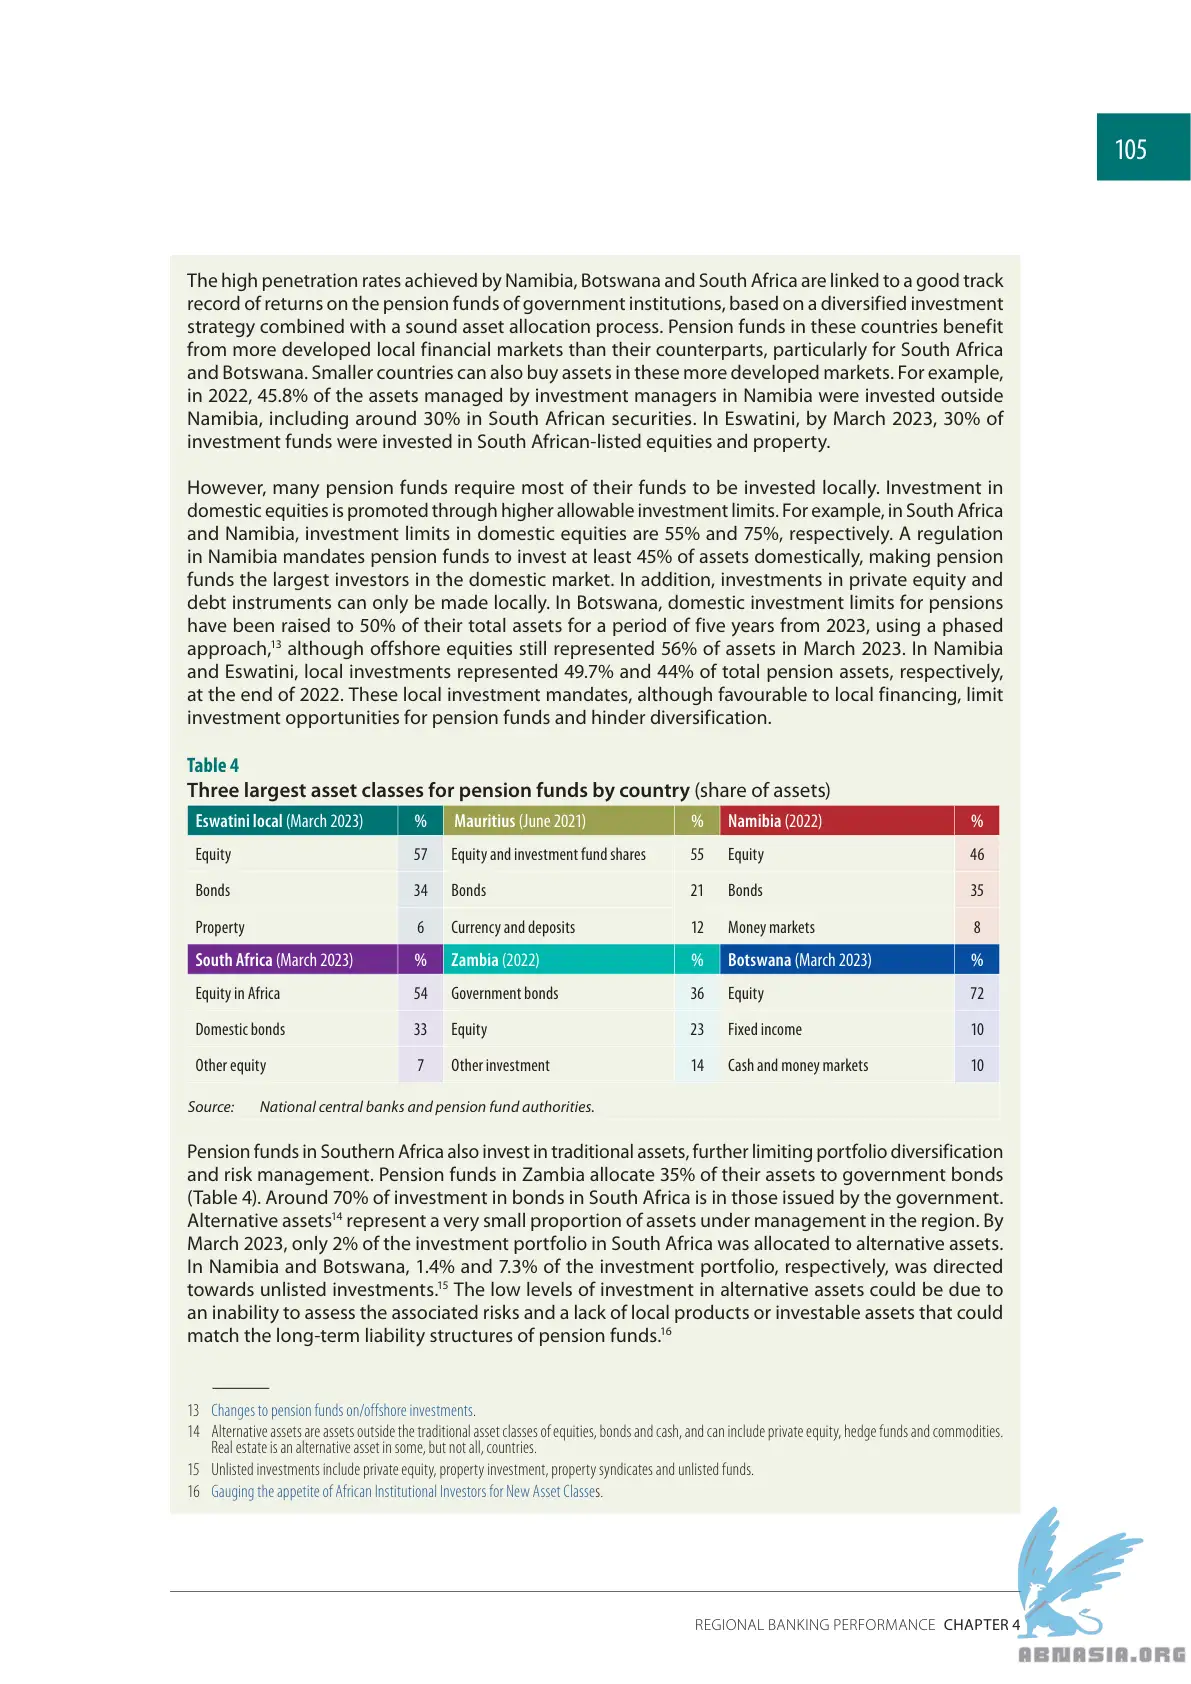 105
The high penetration rates achieved by Namibia, Botswana and South Africa are linked to a good track
record of returns on the pension funds of government institutions, based on a diversified investment
strategy combined with a sound asset allocation process. Pension funds in these countries benefit
from more developed local financial markets than their counterparts, particularly for South Africa
and Botswana. Smaller countries can also buy assets in these more developed markets. For example,
in 2022, 45.8% of the assets managed by investment managers in Namibia were invested outside
Namibia, including around 30% in South African securities. In Eswatini, by March 2023, 30% of
investment funds were invested in South African-listed equities and property.
However, many pension funds require most of their funds to be invested locally. Investment in
domestic equities is promoted through higher allowable investment limits. For example, in South Africa
and Namibia, investment limits in domestic equities are 55% and 75%, respectively. A regulation
in Namibia mandates pension funds to invest at least 45% of assets domestically, making pension
funds the largest investors in the domestic market. In addition, investments in private equity and
debt instruments can only be made locally. In Botswana, domestic investment limits for pensions
have been raised to 50% of their total assets for a period of five years from 2023, using a phased
approach,13 although offshore equities still represented 56% of assets in March 2023. In Namibia
and Eswatini, local investments represented 49.7% and 44% of total pension assets, respectively,
at the end of 2022. These local investment mandates, although favourable to local financing, limit
investment opportunities for pension funds and hinder diversification.
Table 4
Three largest asset classes for pension funds by country (share of assets)
Eswatini local (March 2023) % Mauritius (June 2021) % Namibia (2022) %
Equity 57 Equity and investment fund shares 55 Equity 46
Bonds 34 Bonds 21 Bonds 35
Property 6 Currency and deposits 12 Money markets 8
South Africa (March 2023) % Zambia (2022) % Botswana (March 2023) %
Equity in Africa 54 Government bonds 36 Equity 72
Domestic bonds 33 Equity 23 Fixed income 10
Other equity 7 Other investment 14 Cash and money markets 10
Source: National central banks and pension fund authorities.
Pension funds in Southern Africa also invest in traditional assets, further limiting portfolio diversification
and risk management. Pension funds in Zambia allocate 35% of their assets to government bonds
(Table 4). Around 70% of investment in bonds in South Africa is in those issued by the government.
Alternative assets14 represent a very small proportion of assets under management in the region. By
March 2023, only 2% of the investment portfolio in South Africa was allocated to alternative assets.
In Namibia and Botswana, 1.4% and 7.3% of the investment portfolio, respectively, was directed
towards unlisted investments.15 The low levels of investment in alternative assets could be due to
an inability to assess the associated risks and a lack of local products or investable assets that could
match the long-term liability structures of pension funds.16
13 Changes to pension funds on/offshore investments.
14 Alternative assets are assets outside the traditional asset classes of equities, bonds and cash, and can include private equity, hedge funds and commodities.
Real estate is an alternative asset in some, but not all, countries.
15 Unlisted investments include private equity, property investment, property syndicates and unlisted funds.
16 Gauging the appetite of African Institutional Investors for New Asset Classes.
REGIONAL BANKING PERFORMANCE CHAPTER 4
ABNASIA.ORG